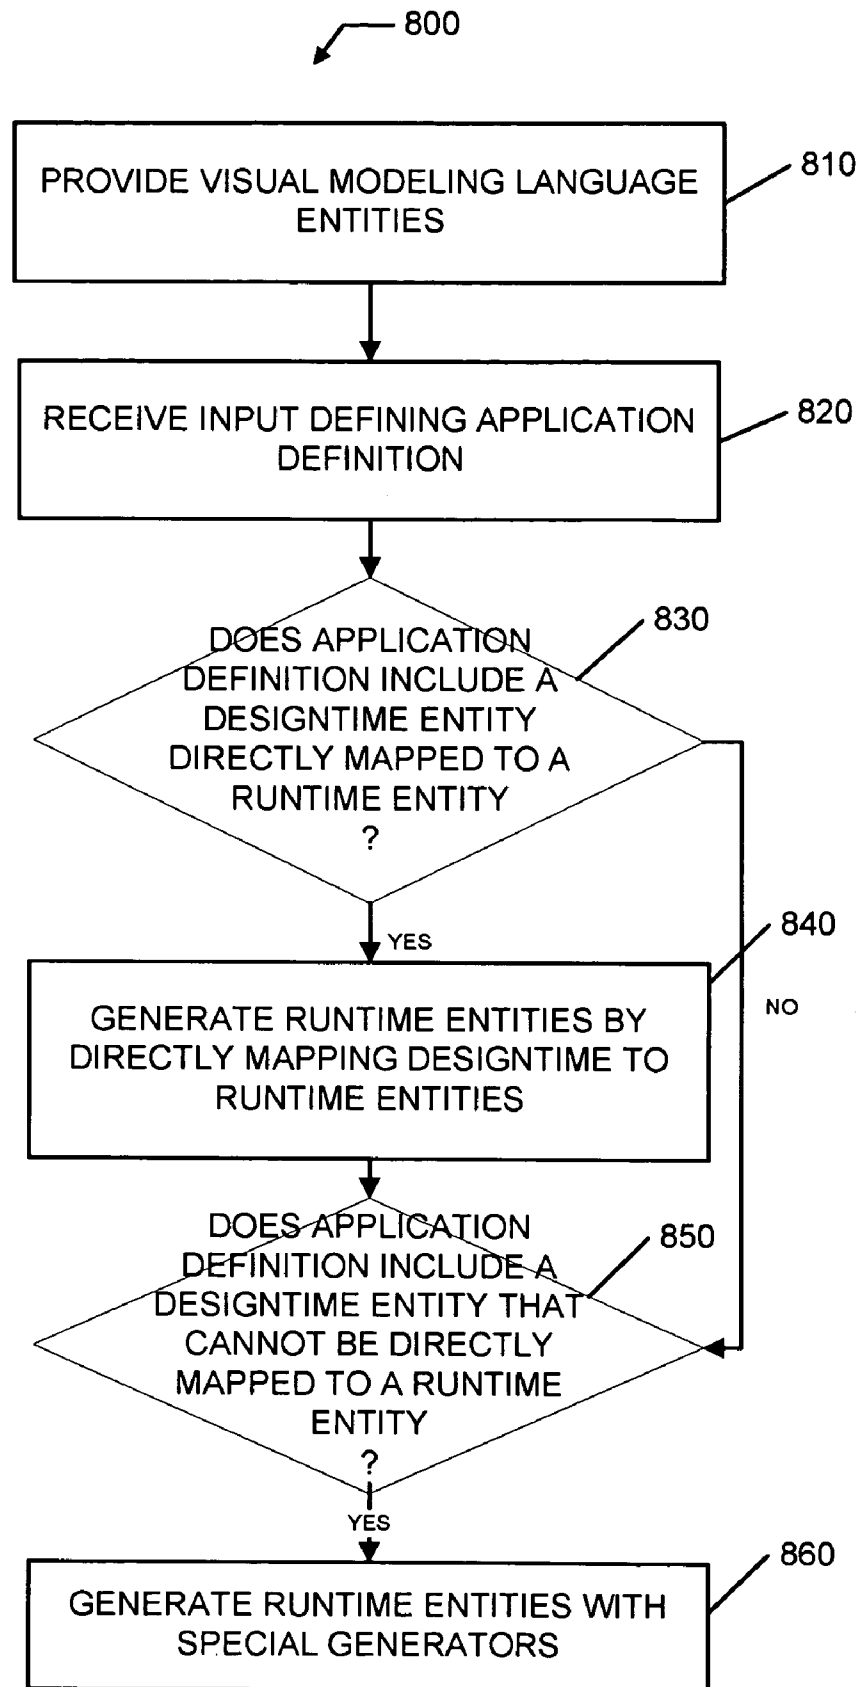 800
PROVIDE VISUAL MODELING LANGUAGE
ENTITIES
810
RECEIVE INPUT DEFINING APPLICATION
DEFINITION
820
DOES APPLICATION
DEFINITION INCLUDE A
DESIGNTIME ENTITY
DIRECTLY MAPPED TO A
RUNTIME ENTITY
?
830
YES
NO
GENERATE RUNTIME ENTITIES BY
DIRECTLY MAPPING DESIGNTIME TO
RUNTIME ENTITIES
840
DOES APPLICATION
DEFINITION INCLUDE A
DESIGNTIME ENTITY THAT
CANNOT BE DIRECTLY
MAPPED TO A RUNTIME
ENTITY
?
850
YES
GENERATE RUNTIME ENTITIES WITH
SPECIAL GENERATORS
860